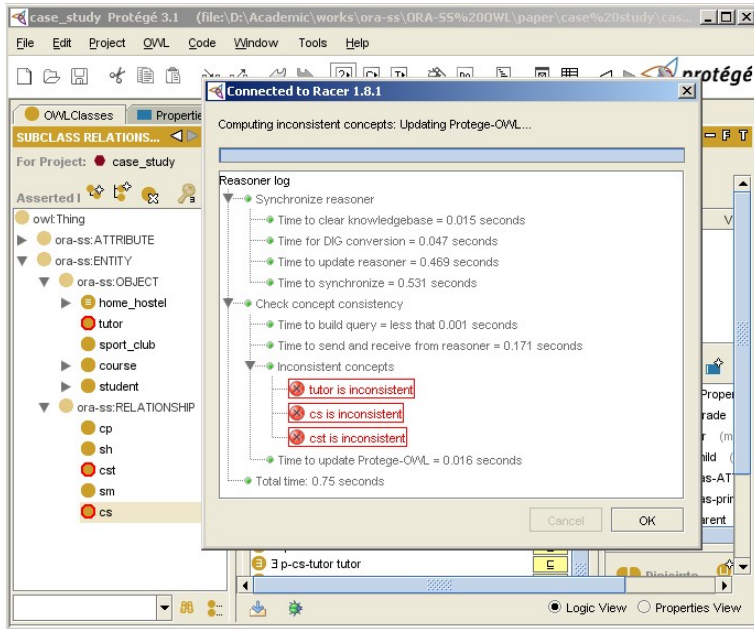 case_study Protégé 3.1 (file:\D:\Academic\works\ora-ss\ORA-SS%20OWL\paper\case%20study\cas...
File Edit Project OWL Code Window Tools Help
protégé
OWLClasses Propertie
SUBCLASS RELATIONS...
For Project: case_study
Asserted
owl:Thing
ora-ss:ATTRIBUTE
ora-ss:ENTITY
ora-ss:OBJECT
home_hostel
tutor
sport_club
course
student
ora-ss:RELATIONSHIP
cp
sh
cst
sm
cs
Connected to Racer 1.8.1
Computing inconsistent concepts: Updating Protege-OWL...
Reasoner log
Synchronize reasoner
Time to clear knowledgebase = 0.015 seconds
Time for DIG conversion = 0.047 seconds
Time to update reasoner = 0.469 seconds
Time to synchronize = 0.531 seconds
Check concept consistency
Time to build query = less that 0.001 seconds
Time to send and receive from reasoner = 0.171 seconds
Inconsistent concepts
tutor is inconsistent
cs is inconsistent
cst is inconsistent
Time to update Protege-OWL = 0.016 seconds
Total time: 0.75 seconds
Cancel OK
∃ p-cs-tutor tutor
Logic View Properties View